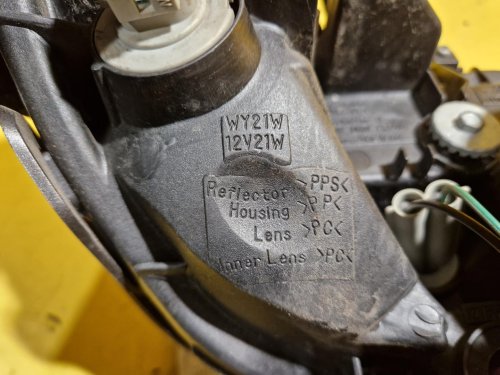 WY21W
12V21W
Reflector >PPS<
Housing >PP<
Lens >PC<
Inner Lens >PC<